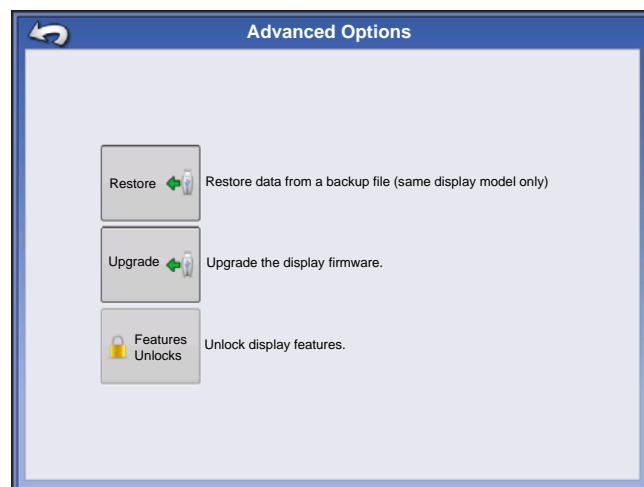 Advanced Options
Restore
Restore data from a backup file (same display model only)
Upgrade
Upgrade the display firmware.
Features
Unlocks
Unlock display features.